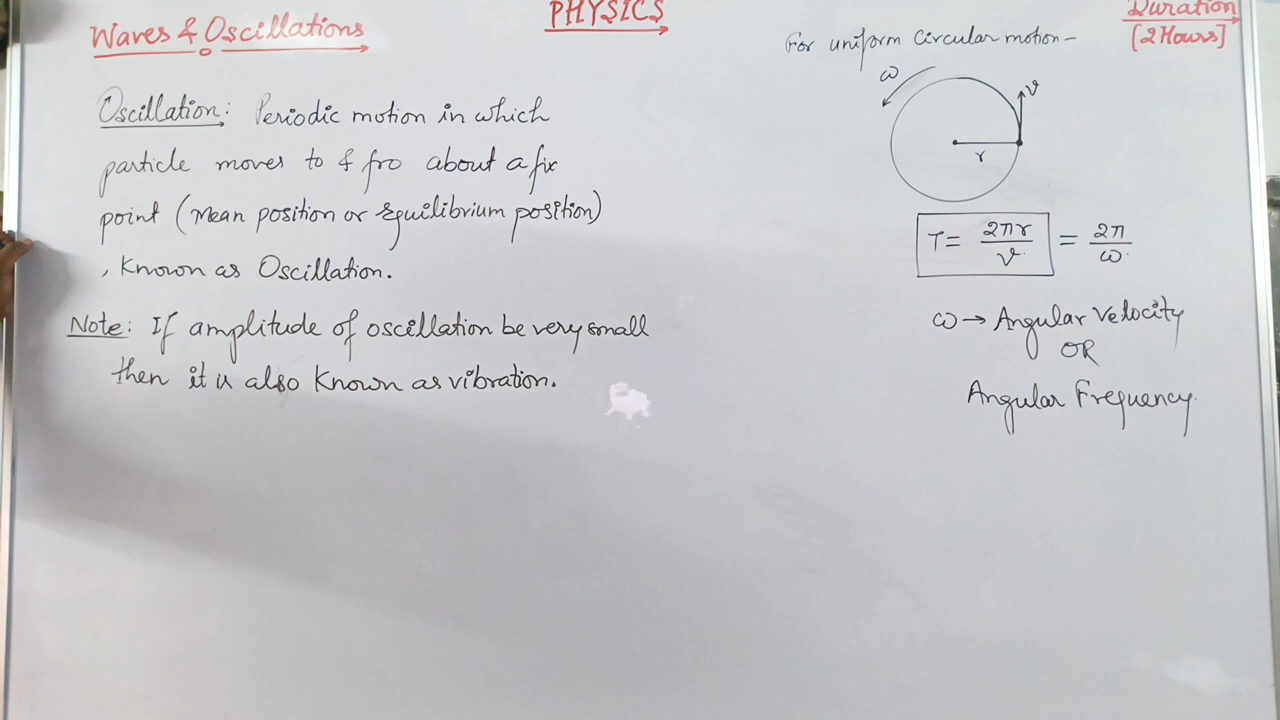 PHYSICS
Waves & Oscillations
Duration
[2 Hours]
Oscillation: Periodic motion in which
particle moves to & fro about a fix
point (Mean position or Equilibrium position)
, Known as Oscillation.
Note: If amplitude of oscillation be very small
then it is also Known as vibration.
For uniform Circular motion -
ω
v
r
T = 2πr / v = 2π / ω
ω → Angular Velocity
OR
Angular Frequency.